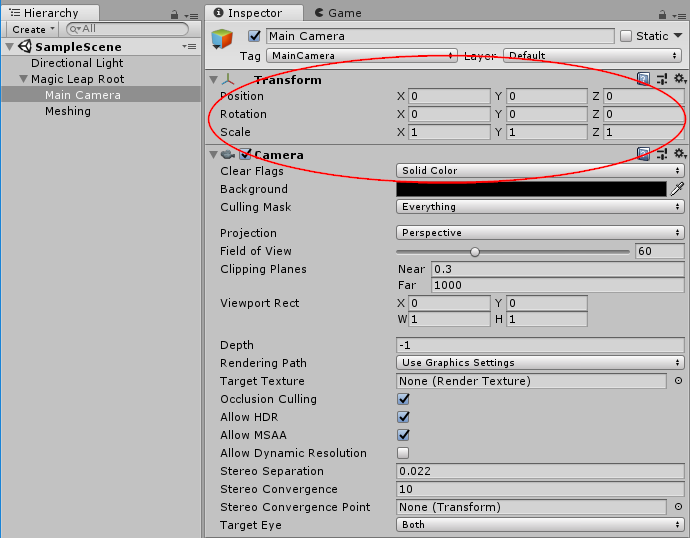 Hierarchy
Create All
SampleScene
Directional Light
Magic Leap Root
Main Camera
Meshing
Inspector Game
Main Camera Static
Tag MainCamera Layer Default
Transform
Position X 0 Y 0 Z 0
Rotation X 0 Y 0 Z 0
Scale X 1 Y 1 Z 1
Camera
Clear Flags Solid Color
Background
Culling Mask Everything
Projection Perspective
Field of View 60
Clipping Planes Near 0.3
Far 1000
Viewport Rect X 0 Y 0
W 1 H 1
Depth -1
Rendering Path Use Graphics Settings
Target Texture None (Render Texture)
Occlusion Culling
Allow HDR
Allow MSAA
Allow Dynamic Resolution
Stereo Separation 0.022
Stereo Convergence 10
Stereo Convergence Point None (Transform)
Target Eye Both